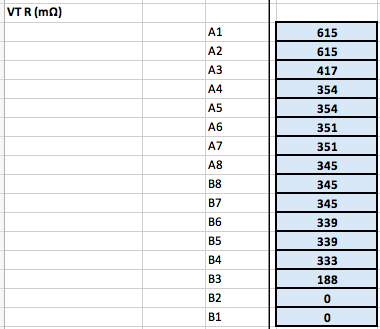 VT R (mΩ)
A1 615
A2 615
A3 417
A4 354
A5 354
A6 351
A7 351
A8 345
B8 345
B7 345
B6 339
B5 339
B4 333
B3 188
B2 0
B1 0